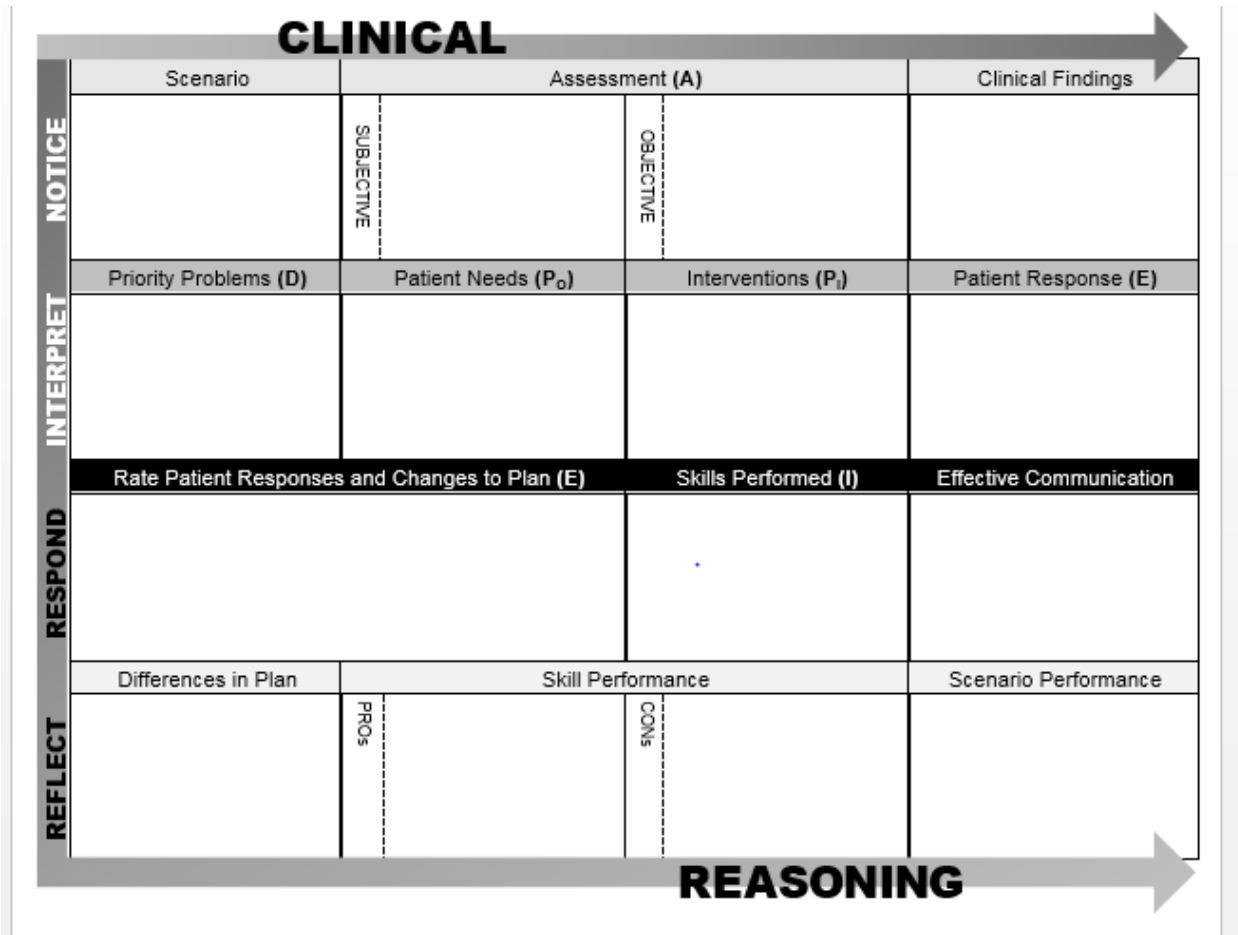 CLINICAL
Scenario
Assessment (A)
Clinical Findings
NOTICE
SUBJECTIVE
OBJECTIVE
Priority Problems (D)
Patient Needs (Po)
Interventions (PI)
Patient Response (E)
INTERPRET
Rate Patient Responses and Changes to Plan (E)
Skills Performed (I)
Effective Communication
RESPOND
Differences in Plan
Skill Performance
Scenario Performance
REFLECT
PROs
CONs
REASONING